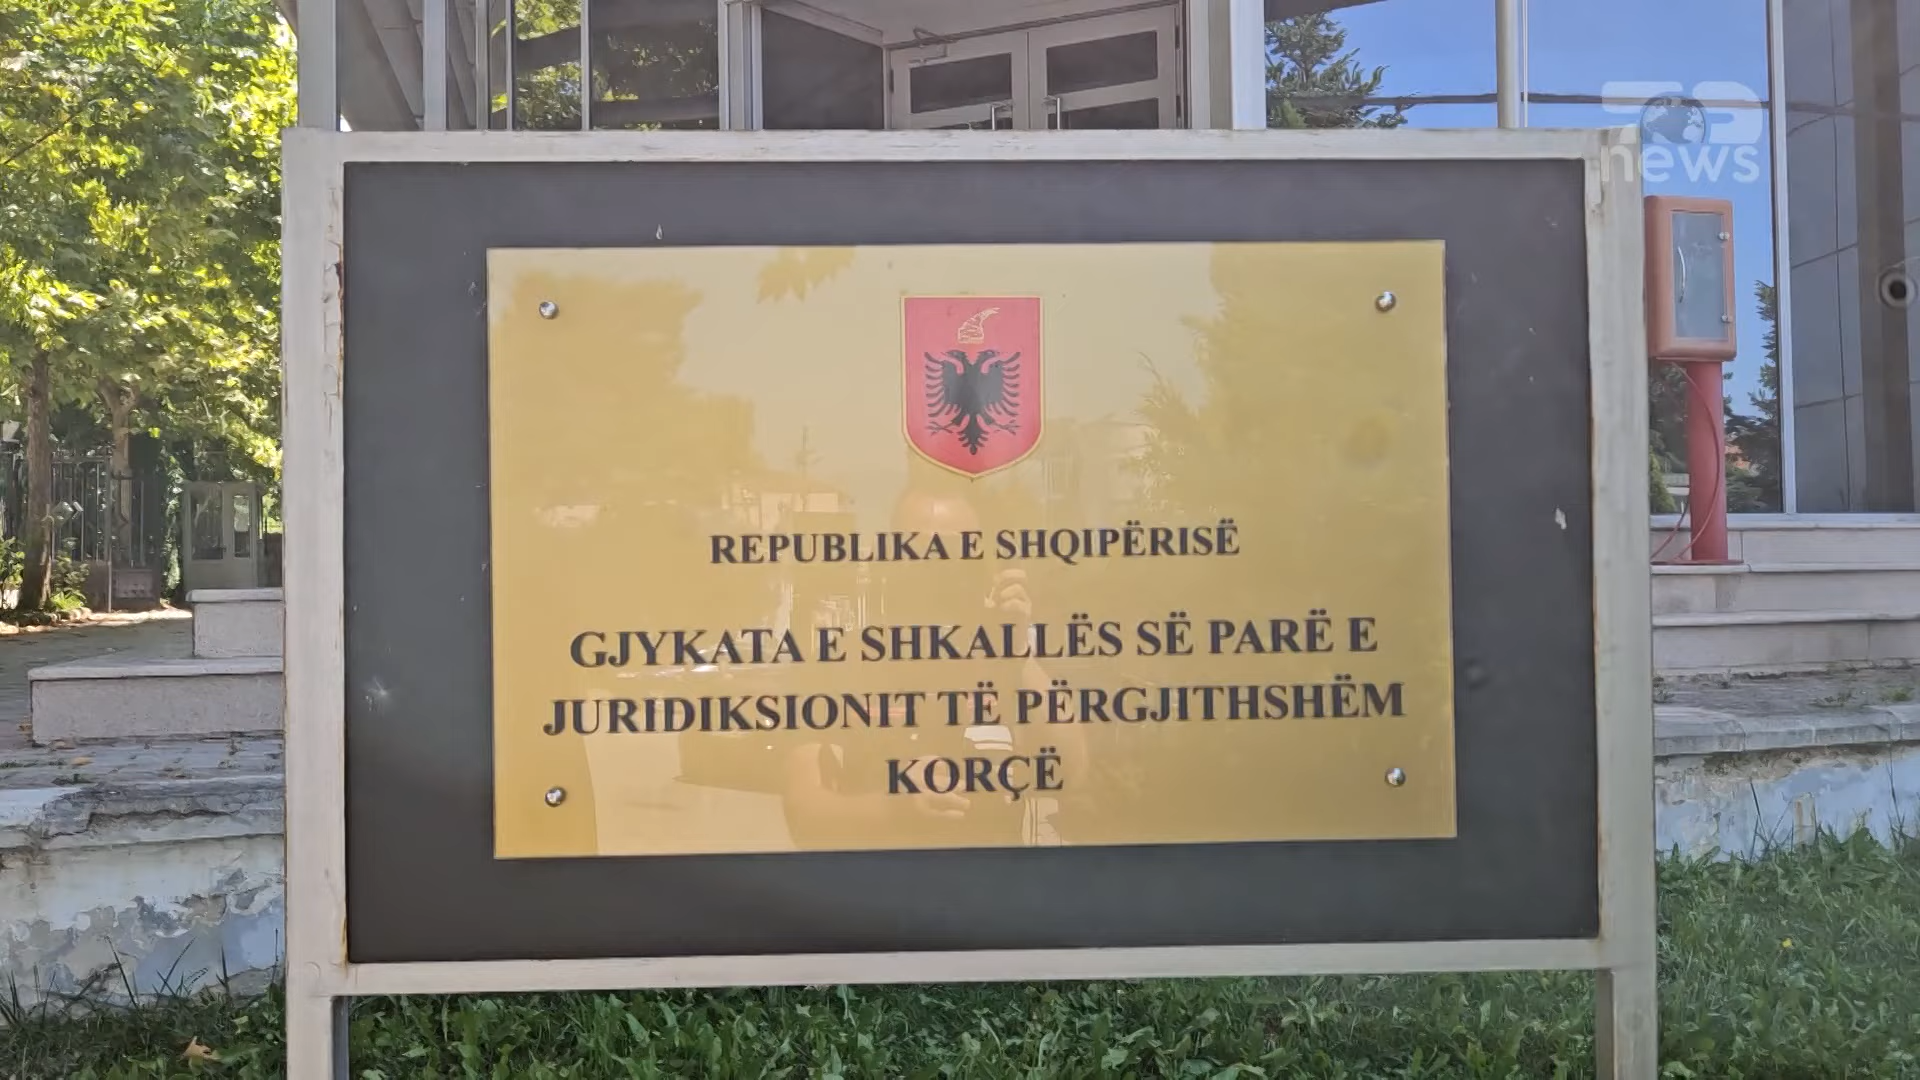 news
REPUBLIKA E SHQIPËRISË
GJYKATA E SHKALLËS SË PARË E
JURIDIKSIONIT TË PËRGJITHSHËM
KORÇË